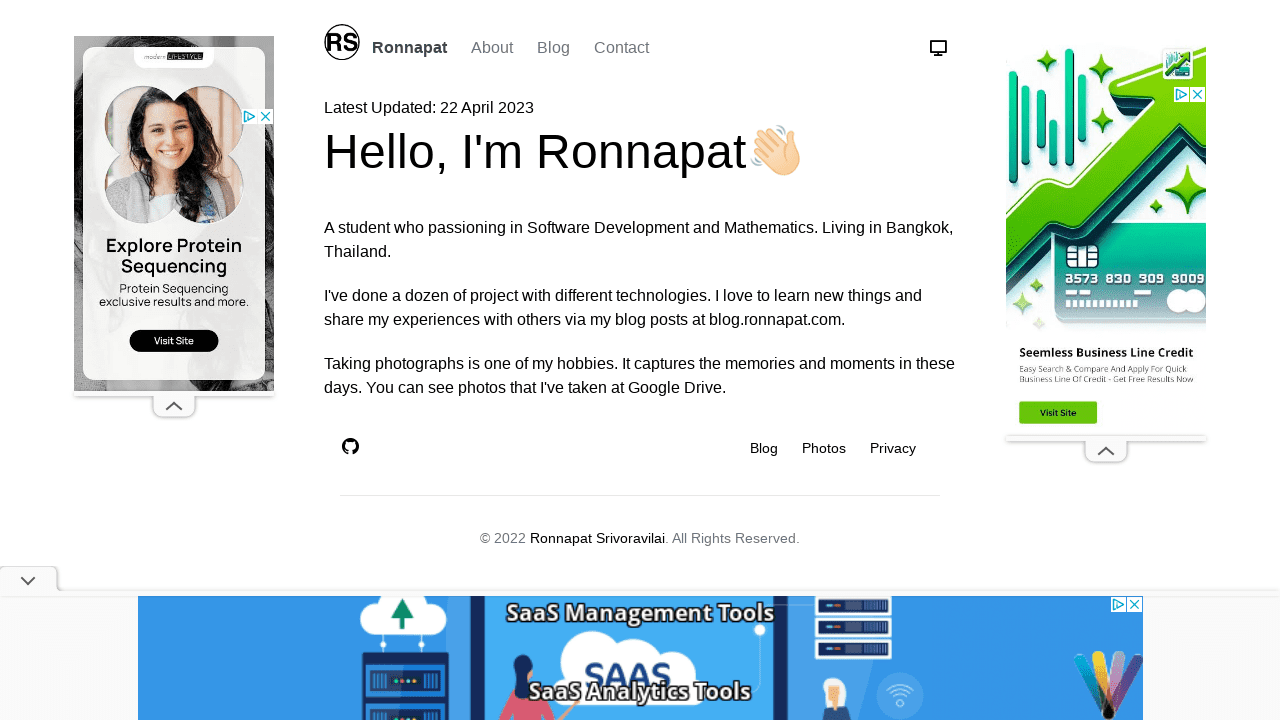 RS Ronnapat About Blog Contact
Latest Updated: 22 April 2023
Hello, I'm Ronnapat
A student who passioning in Software Development and Mathematics. Living in Bangkok,
Thailand.
I've done a dozen of project with different technologies. I love to learn new things and
share my experiences with others via my blog posts at blog.ronnapat.com.
Taking photographs is one of my hobbies. It captures the memories and moments in these
days. You can see photos that I've taken at Google Drive.
Blog Photos Privacy
© 2022 Ronnapat Srivoravilai. All Rights Reserved.
modern LIFESTYLE
Explore Protein
Sequencing
Protein Sequencing
exclusive results and more.
Visit Site
8573 830 309 3009
Seemless Business Line Credit
Easy Search & Compare And Apply For Quick
Business Line Of Credit - Get Free Results Now
Visit Site
SaaS Management Tools
SAAS
SaaS Analytics Tools